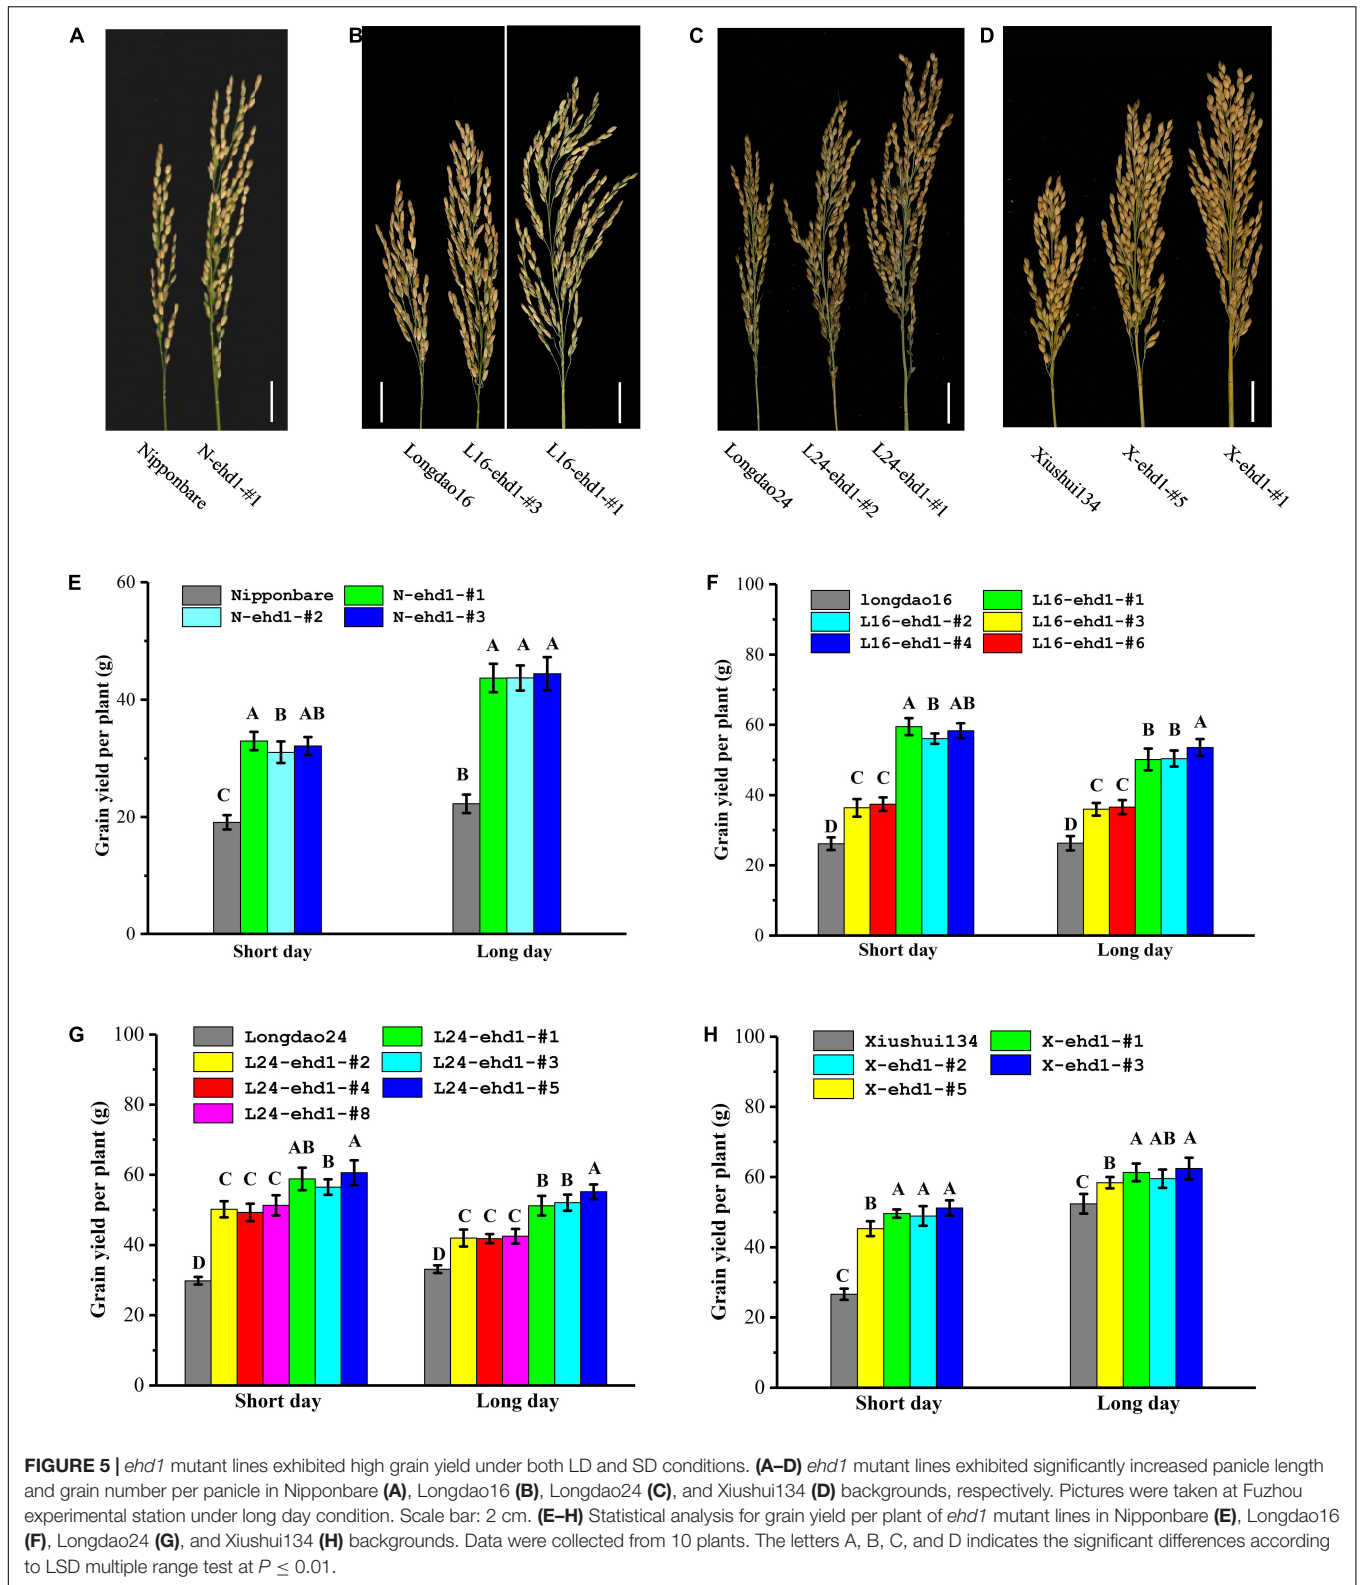 A
B
C
D
Nipponbare
N-ehd1-#1
Longdao16
L16-ehd1-#3
L16-ehd1-#1
Longdao24
L24-ehd1-#2
L24-ehd1-#1
Xiushui134
X-ehd1-#5
X-ehd1-#1
E
Grain yield per plant (g)
60
40
20
0
Nipponbare N-ehd1-#1
N-ehd1-#2 N-ehd1-#3
C A B AB
B A A A
Short day Long day
F
Grain yield per plant (g)
100
80
60
40
20
0
longdao16 L16-ehd1-#1
L16-ehd1-#2 L16-ehd1-#3
L16-ehd1-#4 L16-ehd1-#6
D C C A B AB
D C C B B A
Short day Long day
G
Grain yield per plant (g)
100
80
60
40
20
0
Longdao24 L24-ehd1-#1
L24-ehd1-#2 L24-ehd1-#3
L24-ehd1-#4 L24-ehd1-#5
L24-ehd1-#8
D C C C AB B A
D C C C B B A
Short day Long day
H
Grain yield per plant (g)
100
80
60
40
20
0
Xiushui134 X-ehd1-#1
X-ehd1-#2 X-ehd1-#3
X-ehd1-#5
C B A A A
C B A AB A
Short day Long day
FIGURE 5 | ehd1 mutant lines exhibited high grain yield under both LD and SD conditions. (A–D) ehd1 mutant lines exhibited significantly increased panicle length
and grain number per panicle in Nipponbare (A), Longdao16 (B), Longdao24 (C), and Xiushui134 (D) backgrounds, respectively. Pictures were taken at Fuzhou
experimental station under long day condition. Scale bar: 2 cm. (E–H) Statistical analysis for grain yield per plant of ehd1 mutant lines in Nipponbare (E), Longdao16
(F), Longdao24 (G), and Xiushui134 (H) backgrounds. Data were collected from 10 plants. The letters A, B, C, and D indicates the significant differences according
to LSD multiple range test at P ≤ 0.01.